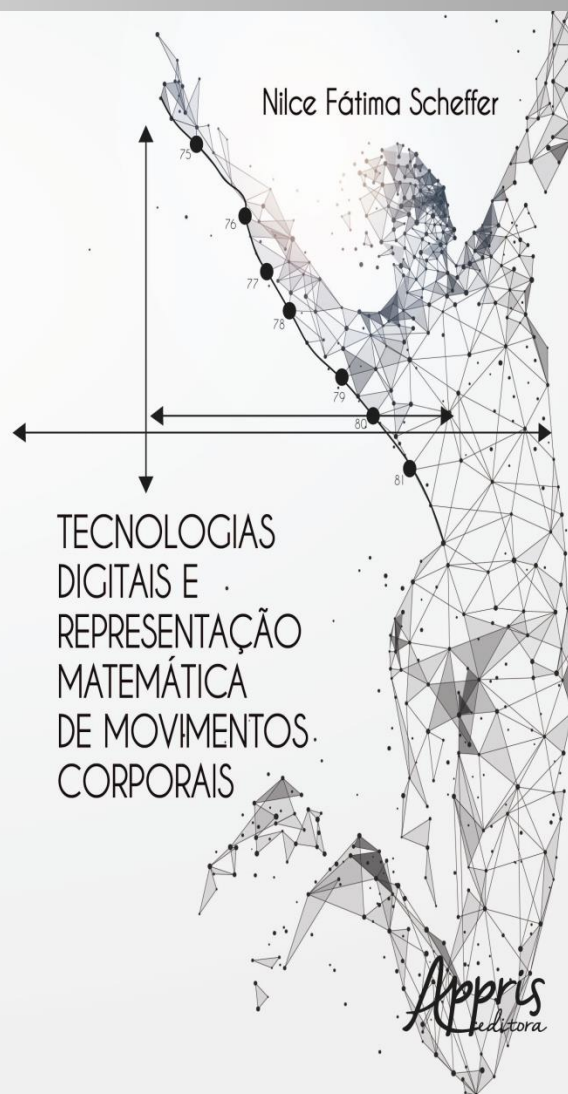 Nilce Fátima Scheffer
75
76
77
78
79
80
81
TECNOLOGIAS
DIGITAIS E
REPRESENTAÇÃO
MATEMÁTICA
DE MOVIMENTOS
CORPORAIS
Appris
editora